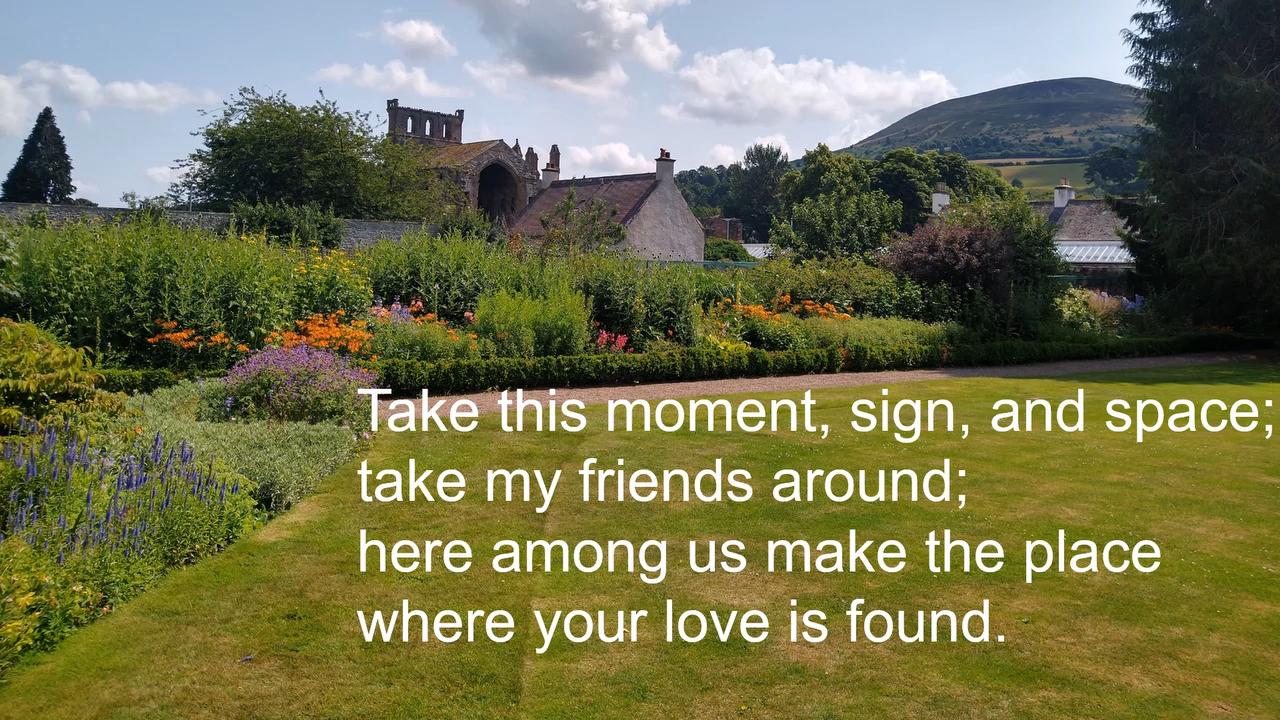 Take this moment, sign, and space;
take my friends around;
here among us make the place
where your love is found.